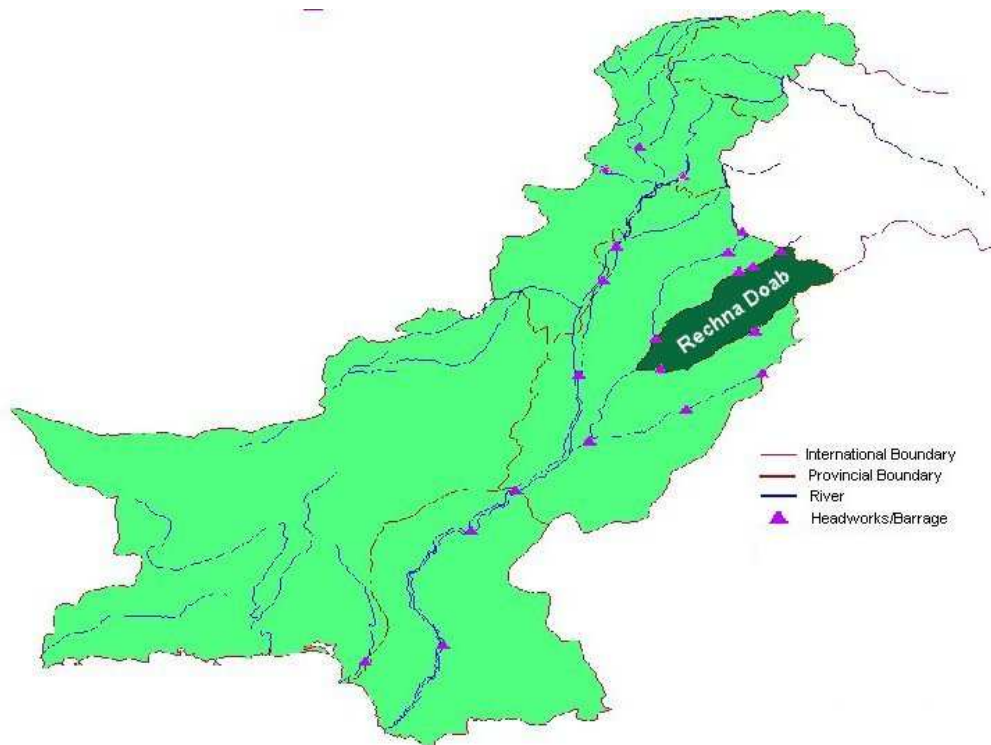 Rechna Doab
International Boundary
Provincial Boundary
River
Headworks/Barrage